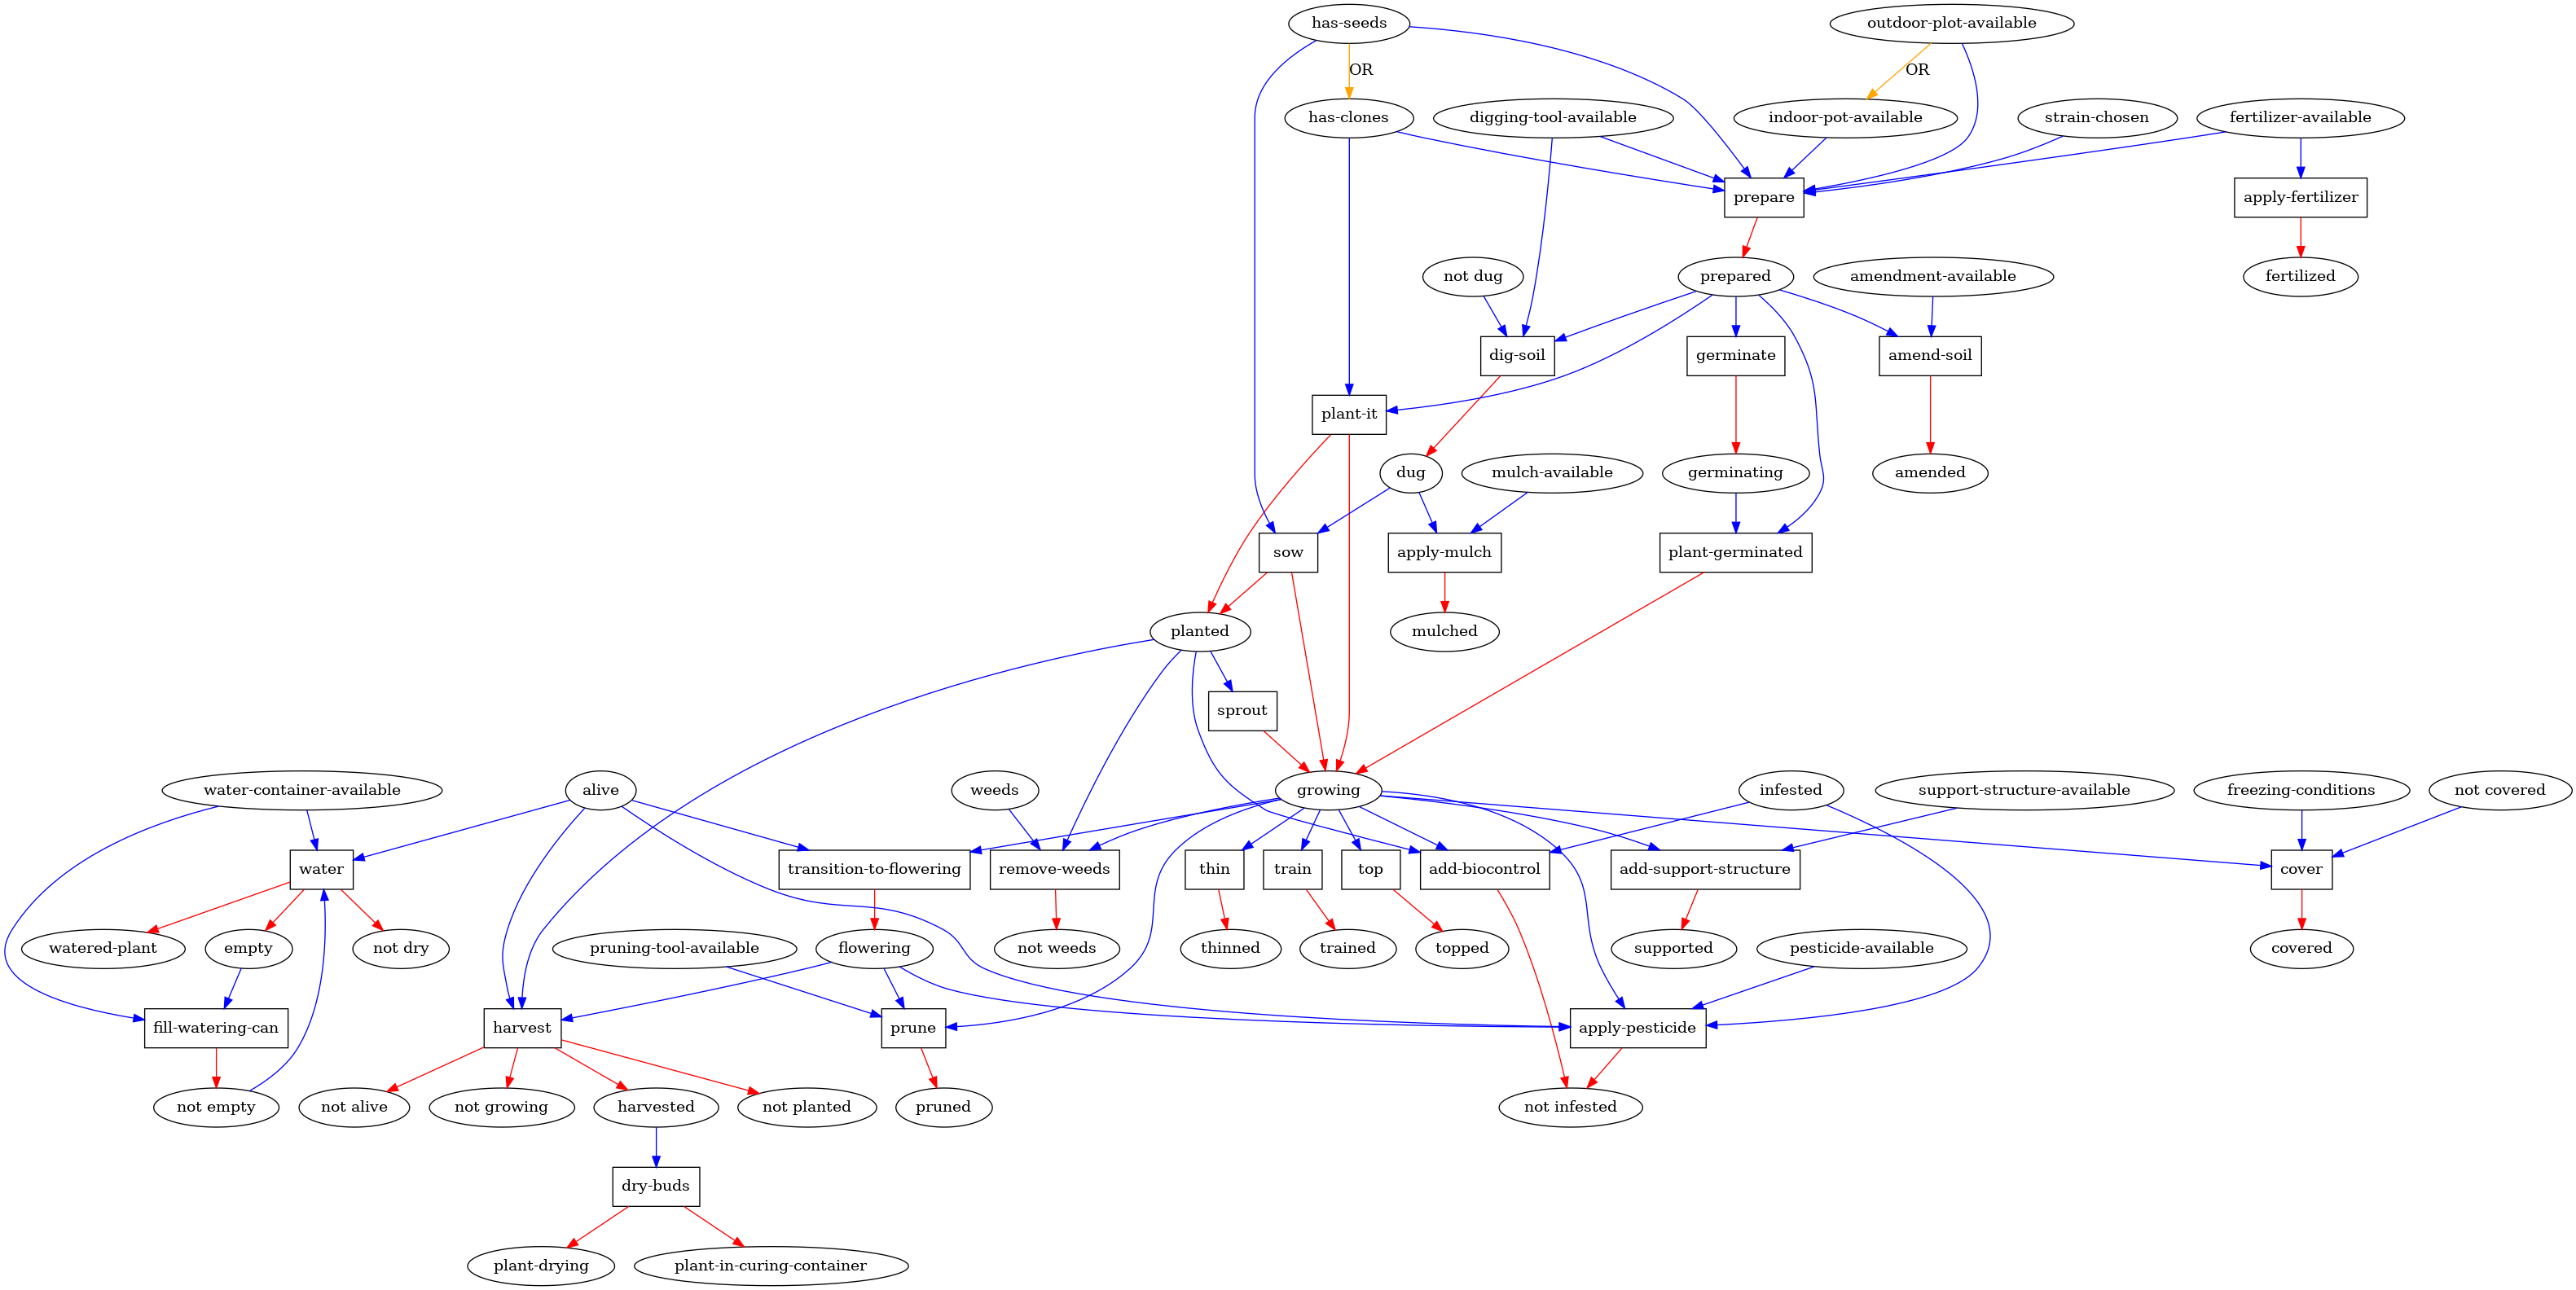 has-seeds
outdoor-plot-available
OR
OR
has-clones
digging-tool-available
indoor-pot-available
strain-chosen
fertilizer-available
prepare
apply-fertilizer
not dug
prepared
amendment-available
fertilized
dig-soil
germinate
amend-soil
plant-it
dug
mulch-available
germinating
amended
sow
apply-mulch
plant-germinated
planted
mulched
sprout
water-container-available
alive
weeds
growing
infested
support-structure-available
freezing-conditions
not covered
water
transition-to-flowering
remove-weeds
thin
train
top
add-biocontrol
add-support-structure
cover
watered-plant
empty
not dry
pruning-tool-available
flowering
not weeds
thinned
trained
topped
supported
pesticide-available
covered
fill-watering-can
harvest
prune
apply-pesticide
not empty
not alive
not growing
harvested
not planted
pruned
not infested
dry-buds
plant-drying
plant-in-curing-container